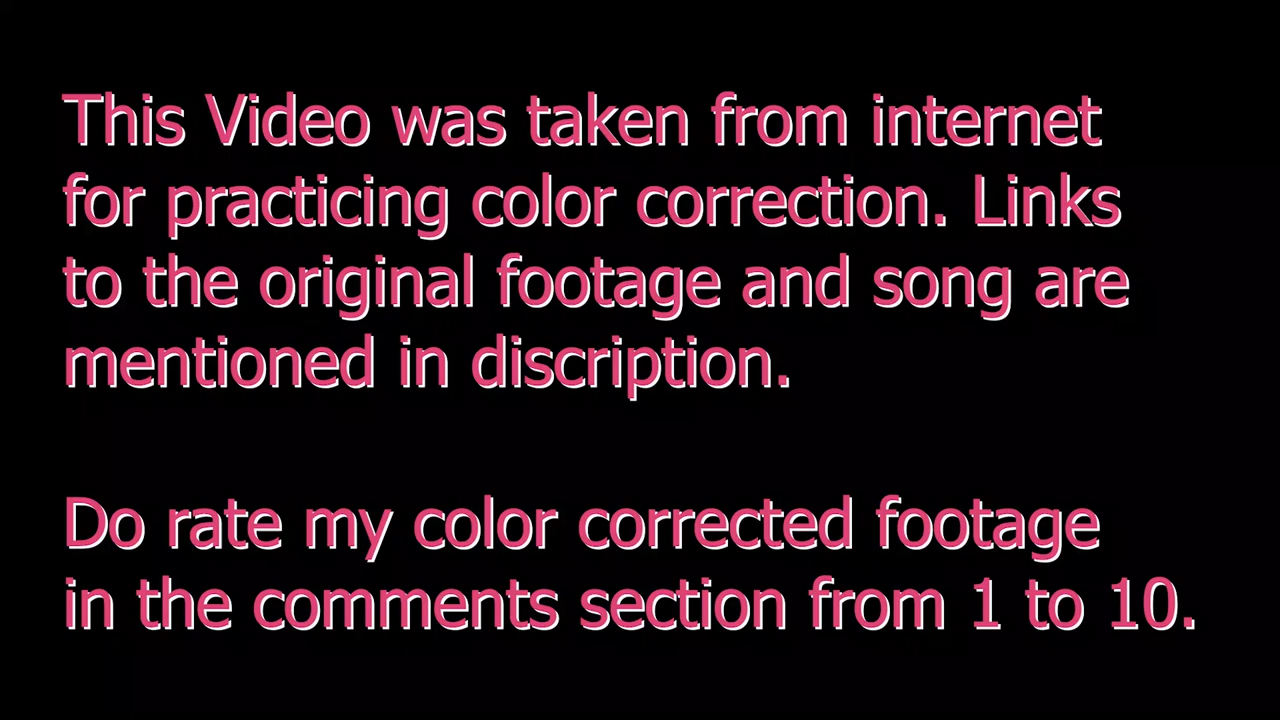 This Video was taken from internet
for practicing color correction. Links
to the original footage and song are
mentioned in discription.
Do rate my color corrected footage
in the comments section from 1 to 10.